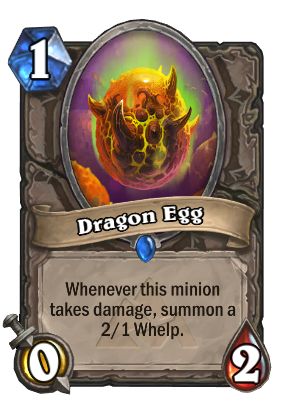 1
Dragon Egg
Whenever this minion
takes damage, summon a
2/1 Whelp.
0
2